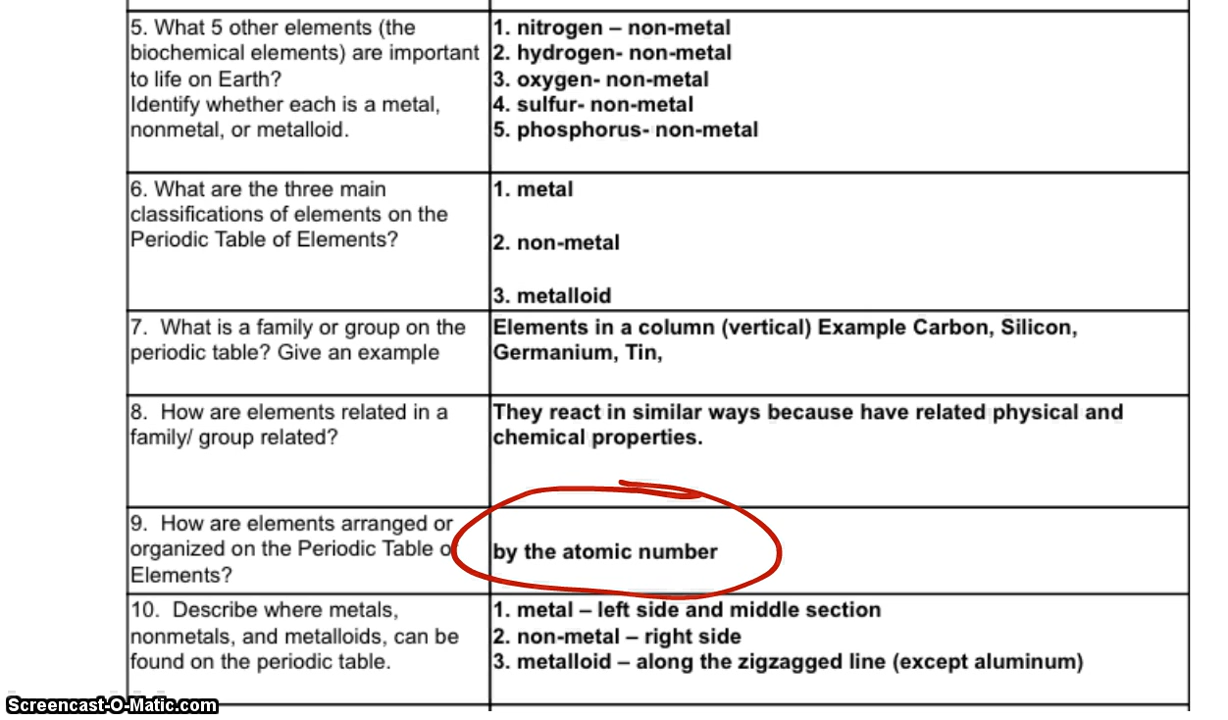 5. What 5 other elements (the
biochemical elements) are important
to life on Earth?
Identify whether each is a metal,
nonmetal, or metalloid.
1. nitrogen – non-metal
2. hydrogen- non-metal
3. oxygen- non-metal
4. sulfur- non-metal
5. phosphorus- non-metal
6. What are the three main
classifications of elements on the
Periodic Table of Elements?
1. metal
2. non-metal
3. metalloid
7.  What is a family or group on the
periodic table? Give an example
Elements in a column (vertical) Example Carbon, Silicon,
Germanium, Tin,
8.  How are elements related in a
family/ group related?
They react in similar ways because have related physical and
chemical properties.
9.  How are elements arranged or
organized on the Periodic Table o
Elements?
by the atomic number
10.  Describe where metals,
nonmetals, and metalloids, can be
found on the periodic table.
1. metal – left side and middle section
2. non-metal – right side
3. metalloid – along the zigzagged line (except aluminum)
Screencast-O-Matic.com